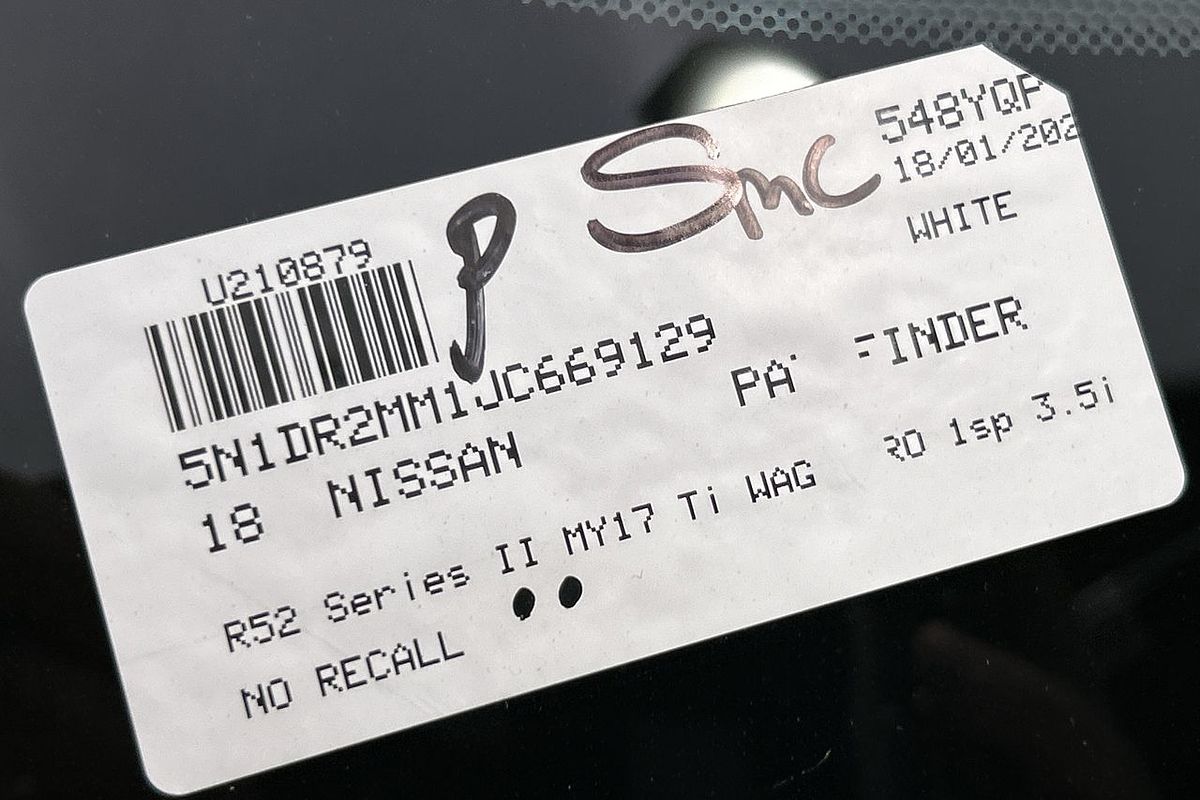 548YQP
18/01/202
P SMC
WHITE
U210879
5N1DR2MM1JC669129
18 NISSAN PA FINDER
R52 Series II MY17 Ti WAG RO 1sp 3.5i
NO RECALL